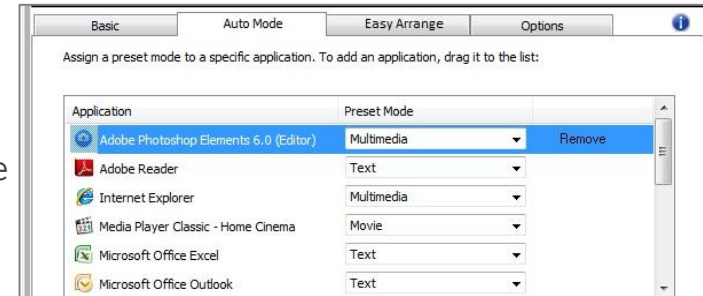 Basic Auto Mode Easy Arrange Options
Assign a preset mode to a specific application. To add an application, drag it to the list:
Application Preset Mode
Adobe Photoshop Elements 6.0 (Editor) Multimedia Remove
e
Adobe Reader Text
Internet Explorer Multimedia
Media Player Classic - Home Cinema Movie
Microsoft Office Excel Text
Microsoft Office Outlook Text